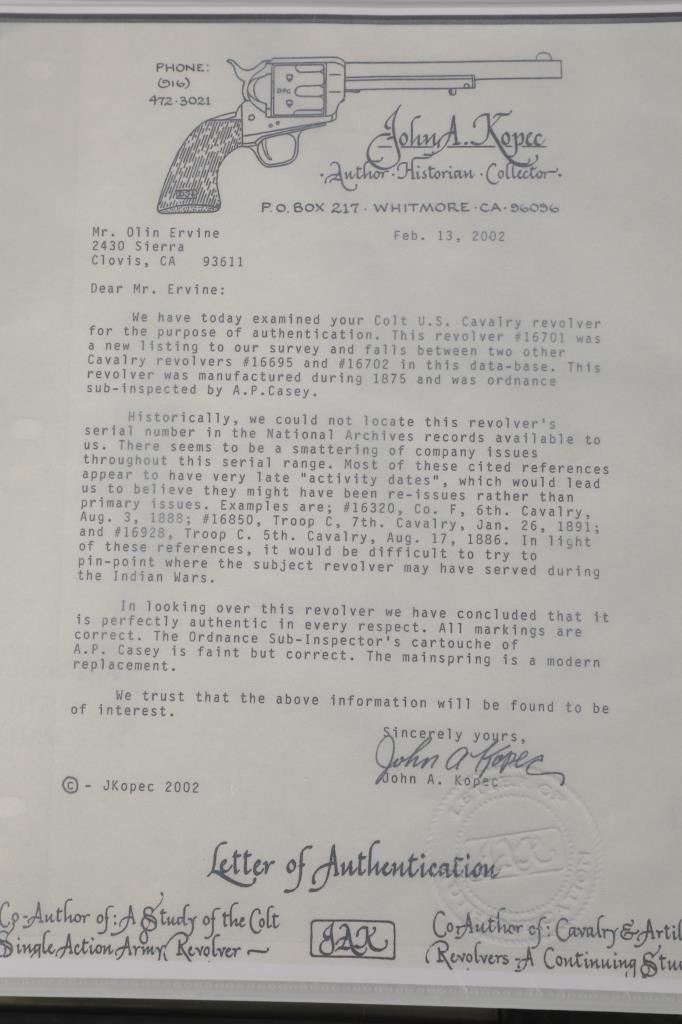 PHONE:
(916)
472·3021
John A. Kopec
·Author·Historian·Collector·
P.O. BOX 217 · WHITMORE · CA · 96096
Mr. Olin Ervine
2430 Sierra
Clovis, CA   93611
Feb. 13, 2002
Dear Mr. Ervine:
We have today examined your Colt U.S. Cavalry revolver
for the purpose of authentication. This revolver #16701 was
a new listing to our survey and falls between two other
Cavalry revolvers #16695 and #16702 in this data-base. This
revolver was manufactured during 1875 and was ordnance
sub-inspected by A.P.Casey.
Historically, we could not locate this revolver's
serial number in the National Archives records available to
us. There seems to be a smattering of company issues
throughout this serial range. Most of these cited references
appear to have very late "activity dates", which would lead
us to believe they might have been re-issues rather than
primary issues. Examples are; #16320, Co. F, 6th. Cavalry,
Aug. 3, 1888; #16850, Troop C, 7th. Cavalry, Jan. 26, 1891;
and #16928, Troop C. 5th. Cavalry, Aug. 17, 1886. In light
of these references, it would be difficult to try to
pin-point where the subject revolver may have served during
the Indian Wars.
In looking over this revolver we have concluded that it
is perfectly authentic in every respect. All markings are
correct. The Ordnance Sub-Inspector's cartouche of
A.P. Casey is faint but correct. The mainspring is a modern
replacement.
We trust that the above information will be found to be
of interest.
Sincerely yours,
John A Kopec
John A. Kopec
© - JKopec 2002
LETTER OF
JAK
Letter of Authentication
Co-Author of: A Study of the Colt
Single Action Army Revolver ~
JAK
Co-Author of: Cavalry & Artil
Revolvers - A Continuing Stu